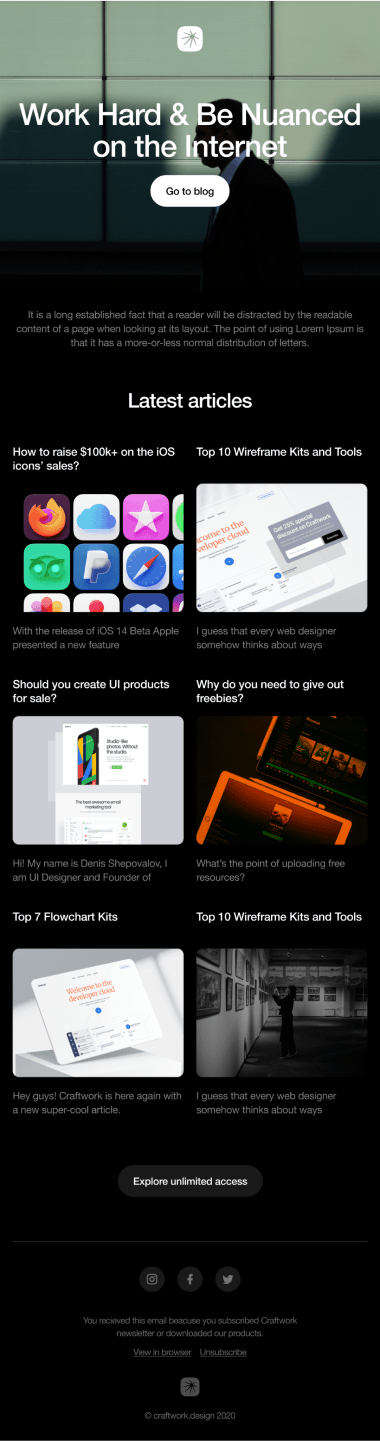 Work Hard & Be Nuanced
on the Internet
Go to blog
It is a long established fact that a reader will be distracted by the readable
content of a page when looking at its layout. The point of using Lorem Ipsum is
that it has a more-or-less normal distribution of letters.
Latest articles
How to raise $100k+ on the iOS
icons’ sales?
With the release of iOS 14 Beta Apple
presented a new feature
Top 10 Wireframe Kits and Tools
come to the
veloper cloud
Get 25% special
discount on Craftwork
I guess that every web designer
somehow thinks about ways
Should you create UI products
for sale?
Studio-like
photos. Without
the studio.
The best awesome email
marketing tool
Hi! My name is Denis Shepovalov, I
am UI Designer and Founder of
Why do you need to give out
freebies?
What’s the point of uploading free
resources?
Top 7 Flowchart Kits
Welcome to the
developer cloud
Hey guys! Craftwork is here again with
a new super-cool article.
Top 10 Wireframe Kits and Tools
I guess that every web designer
somehow thinks about ways
Explore unlimited access
You recieved this email beacuse you subscribed Craftwork
newsletter or downloaded our products.
View in browser Unsubscribe
© craftwork.design 2020